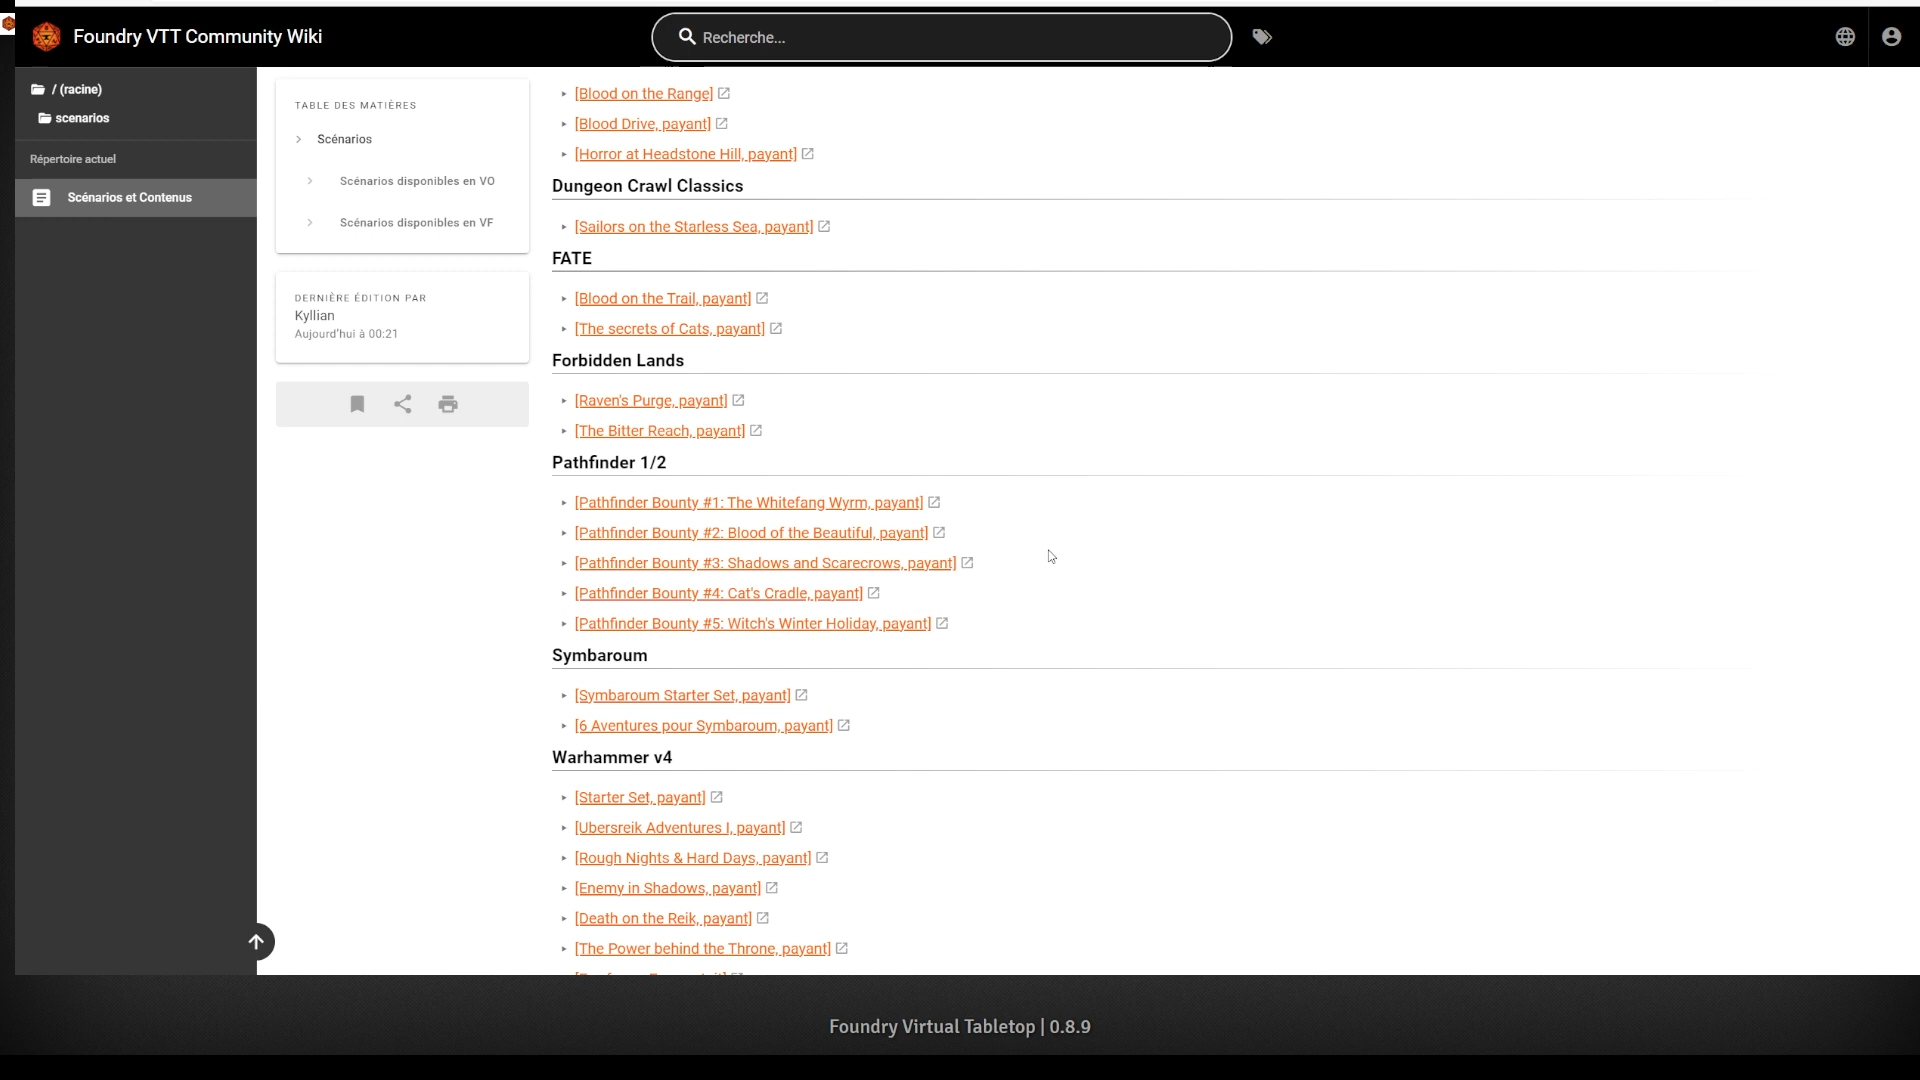 Foundry VTT Community Wiki
Recherche...
/ (racine)
scenarios
Répertoire actuel
Scénarios et Contenus
TABLE DES MATIÈRES
Scénarios
Scénarios disponibles en VO
Scénarios disponibles en VF
DERNIÈRE ÉDITION PAR
Kyllian
Aujourd'hui à 00:21
[Blood on the Range]
[Blood Drive, payant]
[Horror at Headstone Hill, payant]
Dungeon Crawl Classics
[Sailors on the Starless Sea, payant]
FATE
[Blood on the Trail, payant]
[The secrets of Cats, payant]
Forbidden Lands
[Raven's Purge, payant]
[The Bitter Reach, payant]
Pathfinder 1/2
[Pathfinder Bounty #1: The Whitefang Wyrm, payant]
[Pathfinder Bounty #2: Blood of the Beautiful, payant]
[Pathfinder Bounty #3: Shadows and Scarecrows, payant]
[Pathfinder Bounty #4: Cat's Cradle, payant]
[Pathfinder Bounty #5: Witch's Winter Holiday, payant]
Symbaroum
[Symbaroum Starter Set, payant]
[6 Aventures pour Symbaroum, payant]
Warhammer v4
[Starter Set, payant]
[Ubersreik Adventures I, payant]
[Rough Nights & Hard Days, payant]
[Enemy in Shadows, payant]
[Death on the Reik, payant]
[The Power behind the Throne, payant]
Foundry Virtual Tabletop | 0.8.9